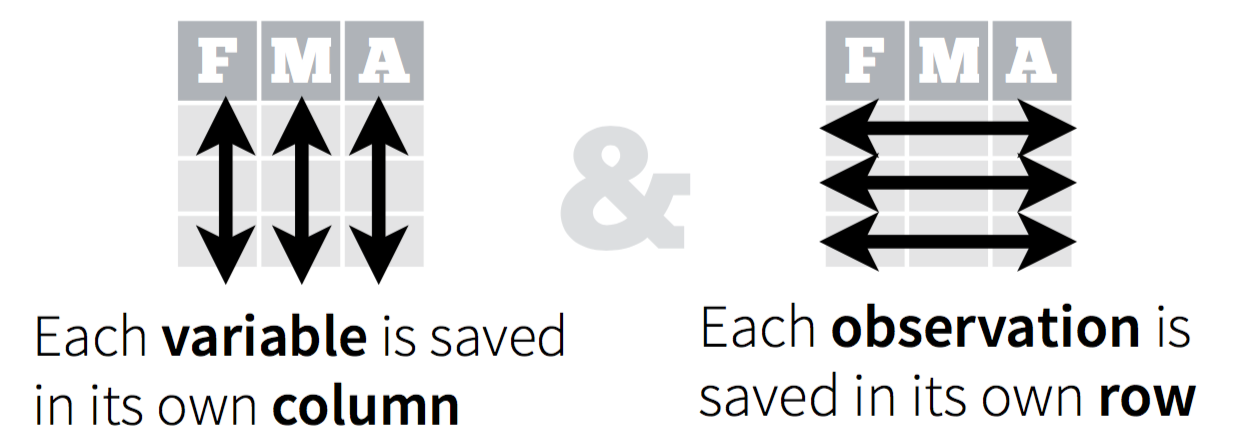 F M A
Each variable is saved
in its own column
&
F M A
Each observation is
saved in its own row